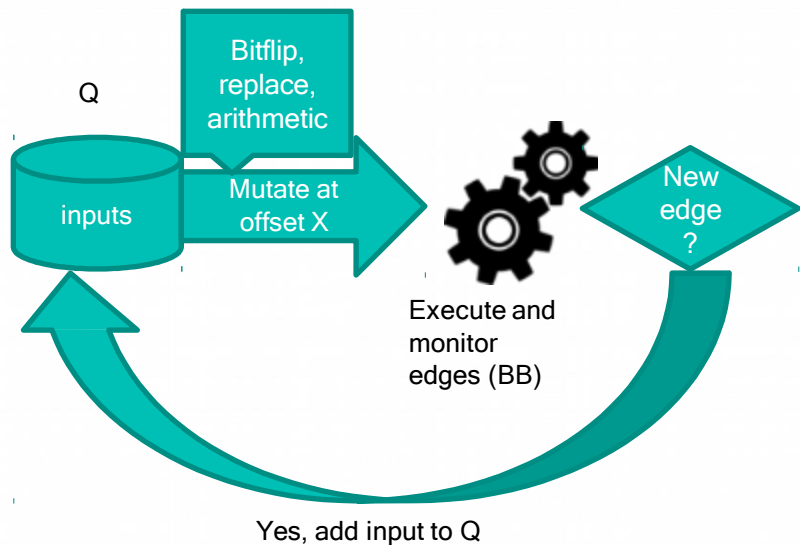 Q
inputs
Bitflip,
replace,
arithmetic
Mutate at
offset X
Execute and
monitor
edges (BB)
New
edge
?
Yes, add input to Q